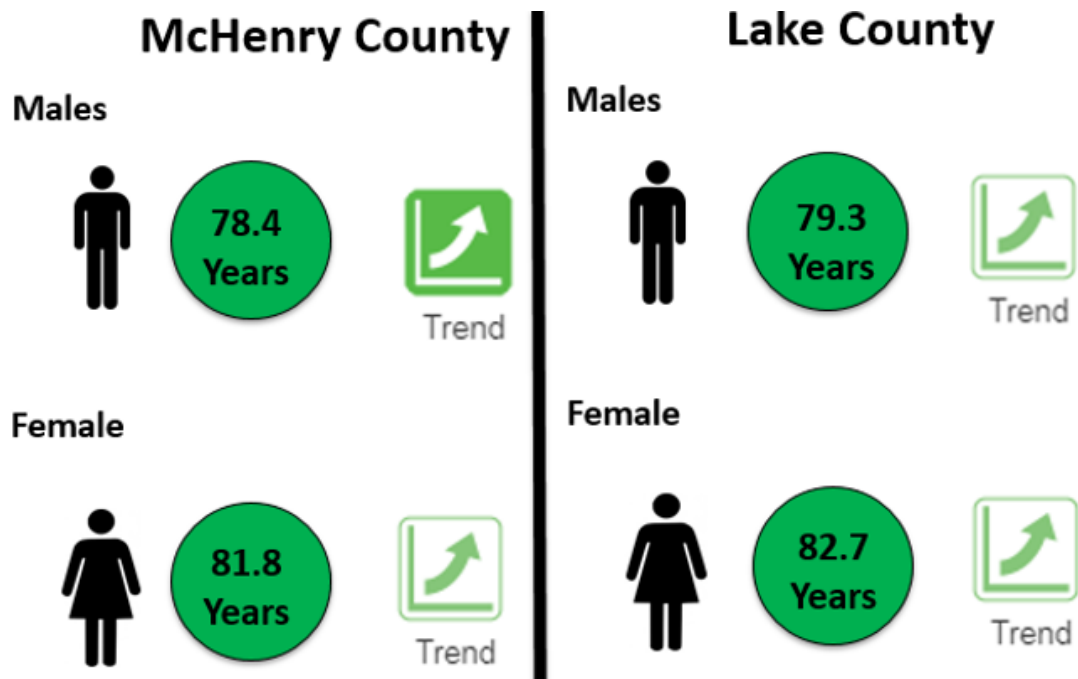 McHenry County
Males
78.4
Years
Trend
Female
81.8
Years
Trend
Lake County
Males
79.3
Years
Trend
Female
82.7
Years
Trend